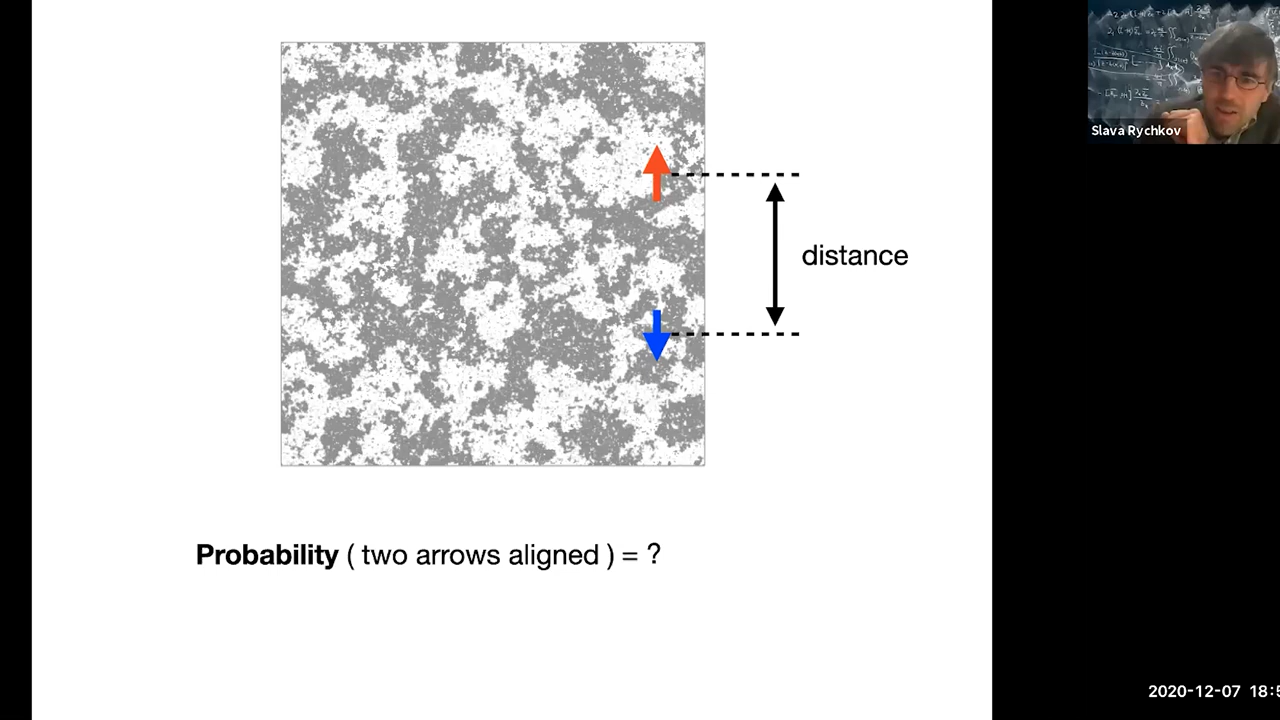 Slava Rychkov
distance
Probability ( two arrows aligned ) = ?
2020-12-07 18:5